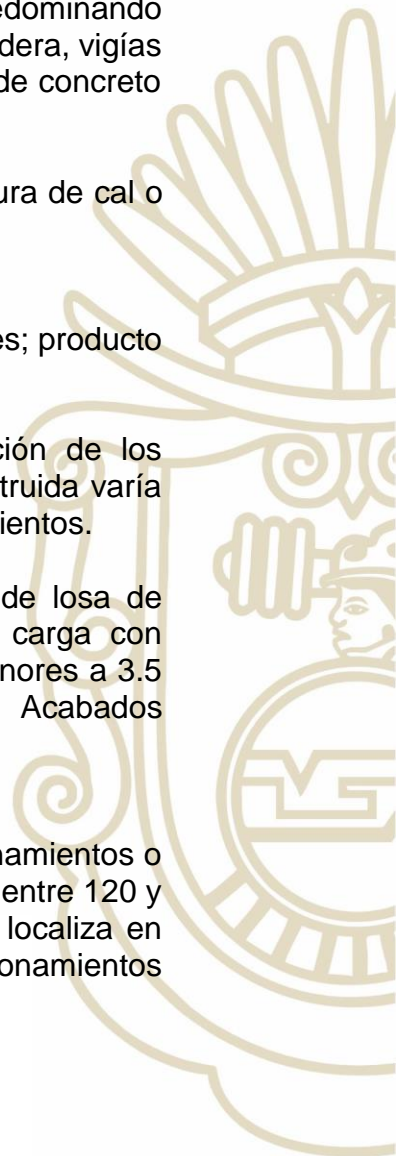 edominando
dera, vigías
de concreto
ura de cal o
es; producto
ción de los
truida varía
ientos.
de losa de
carga con
nores a 3.5
Acabados
namientos o
entre 120 y
localiza en
onamientos